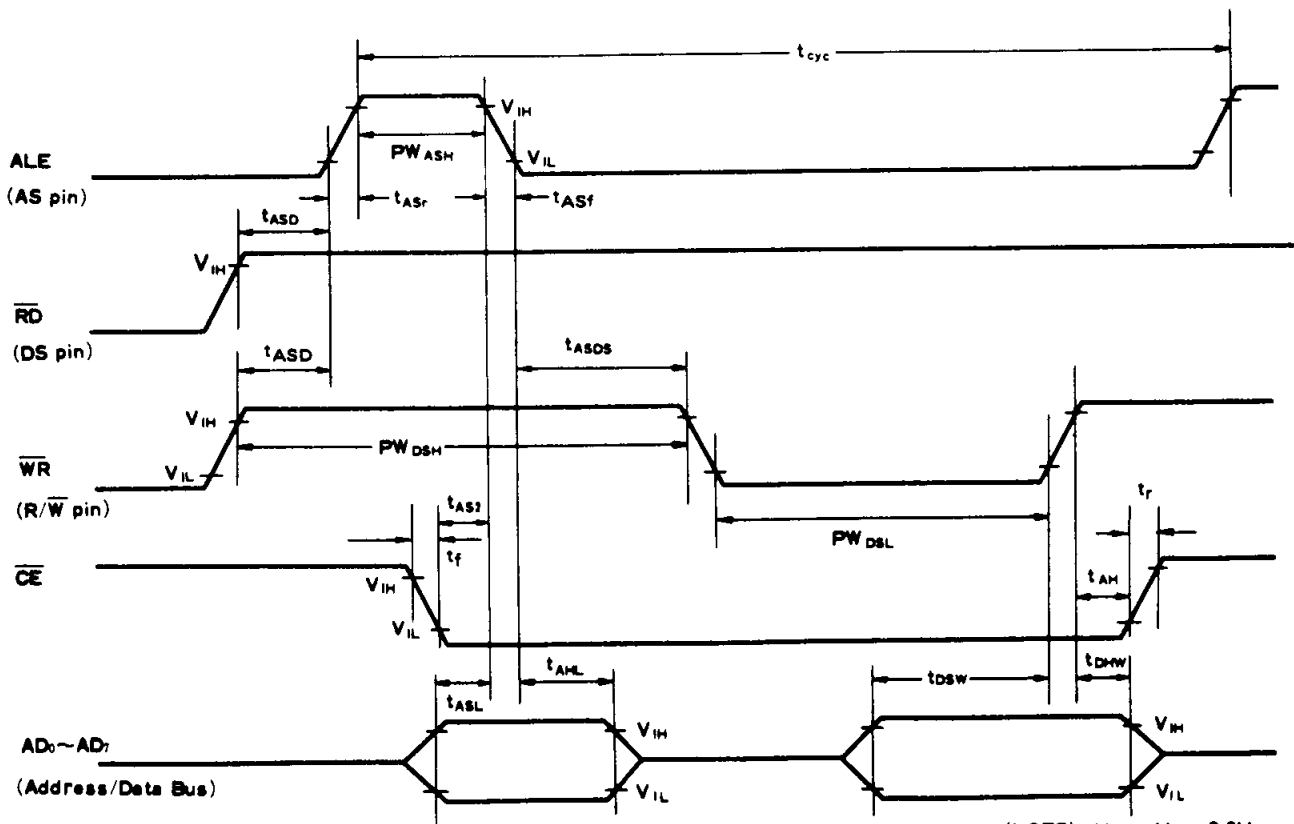 tcyc
VIH
PWASH
ALE
VIL
(AS pin)
tASr
tASf
tASD
VIH
RD
(DS pin)
tASD
tASDS
VIH
PWDSH
WR
VIL
(R/W pin)
tAS2
tr
PWDSL
tf
CE
VIH
tAH
VIL
tAHL
tDSW
tDHW
tASL
AD0~AD7
VIH
VIH
(Address/Data Bus)
VIL
VIL